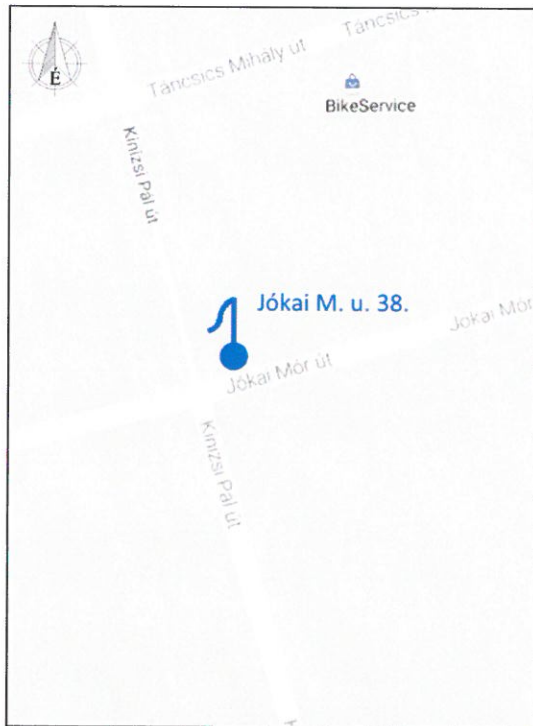 Táncsics
Táncsics Mihály út
É
BikeService
Kinizsi Pál út
Jókai M. u. 38.
Jókai Mór
Jókai Mór út
Kinizsi Pál út